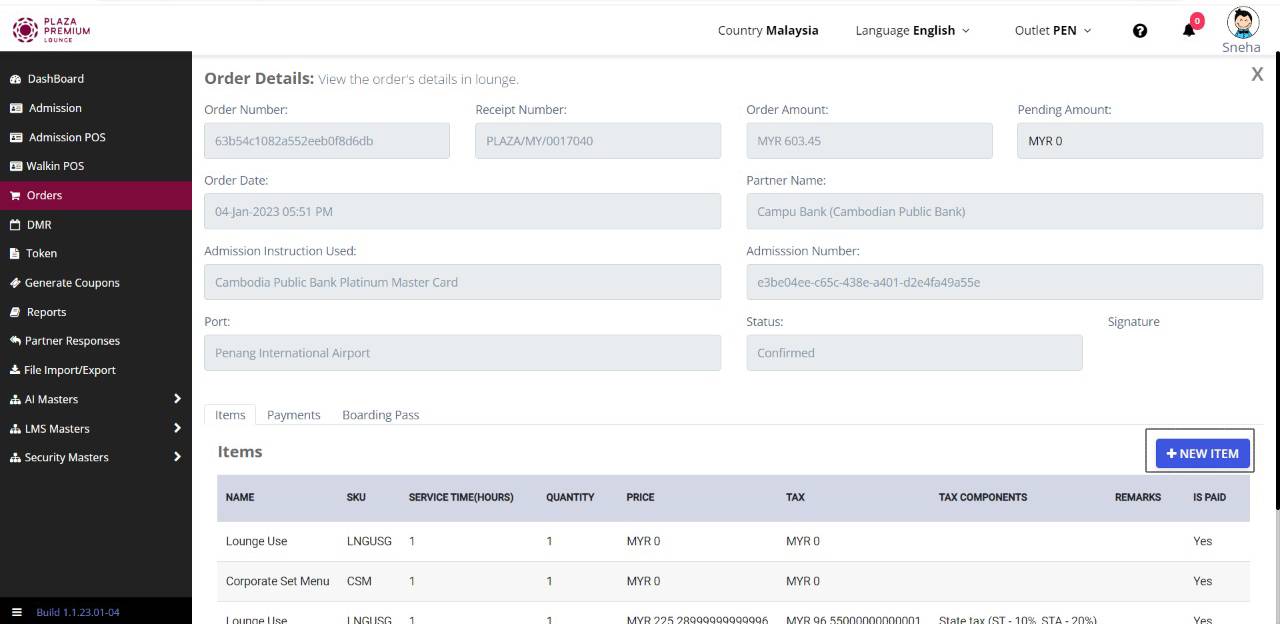 PLAZA
PREMIUM
LOUNGE
Country Malaysia
Language English
Outlet PEN
?
0
Sneha
DashBoard
Admission
Admission POS
Walkin POS
Orders
DMR
Token
Generate Coupons
Reports
Partner Responses
File Import/Export
AI Masters
LMS Masters
Security Masters
Build 1.1.23.01-04
Order Details: View the order's details in lounge.
X
Order Number: Receipt Number: Order Amount: Pending Amount:
63b54c1082a552eeb0f8d6db PLAZA/MY/0017040 MYR 603.45 MYR 0
Order Date: Partner Name:
04-Jan-2023 05:51 PM Campu Bank (Cambodian Public Bank)
Admission Instruction Used: Admisssion Number:
Cambodia Public Bank Platinum Master Card e3be04ee-c65c-438e-a401-d2e4fa49a55e
Port: Status: Signature
Penang International Airport Confirmed
Items Payments Boarding Pass
Items
+ NEW ITEM
NAME SKU SERVICE TIME(HOURS) QUANTITY PRICE TAX TAX COMPONENTS REMARKS IS PAID
Lounge Use LNGUSG 1 1 MYR 0 MYR 0 Yes
Corporate Set Menu CSM 1 1 MYR 0 MYR 0 Yes
Lounge Use LNGUSG 1 1 MYR 225.28999999999996 MYR 96.55000000000001 State tax (ST - 10%, STA - 20%) Yes